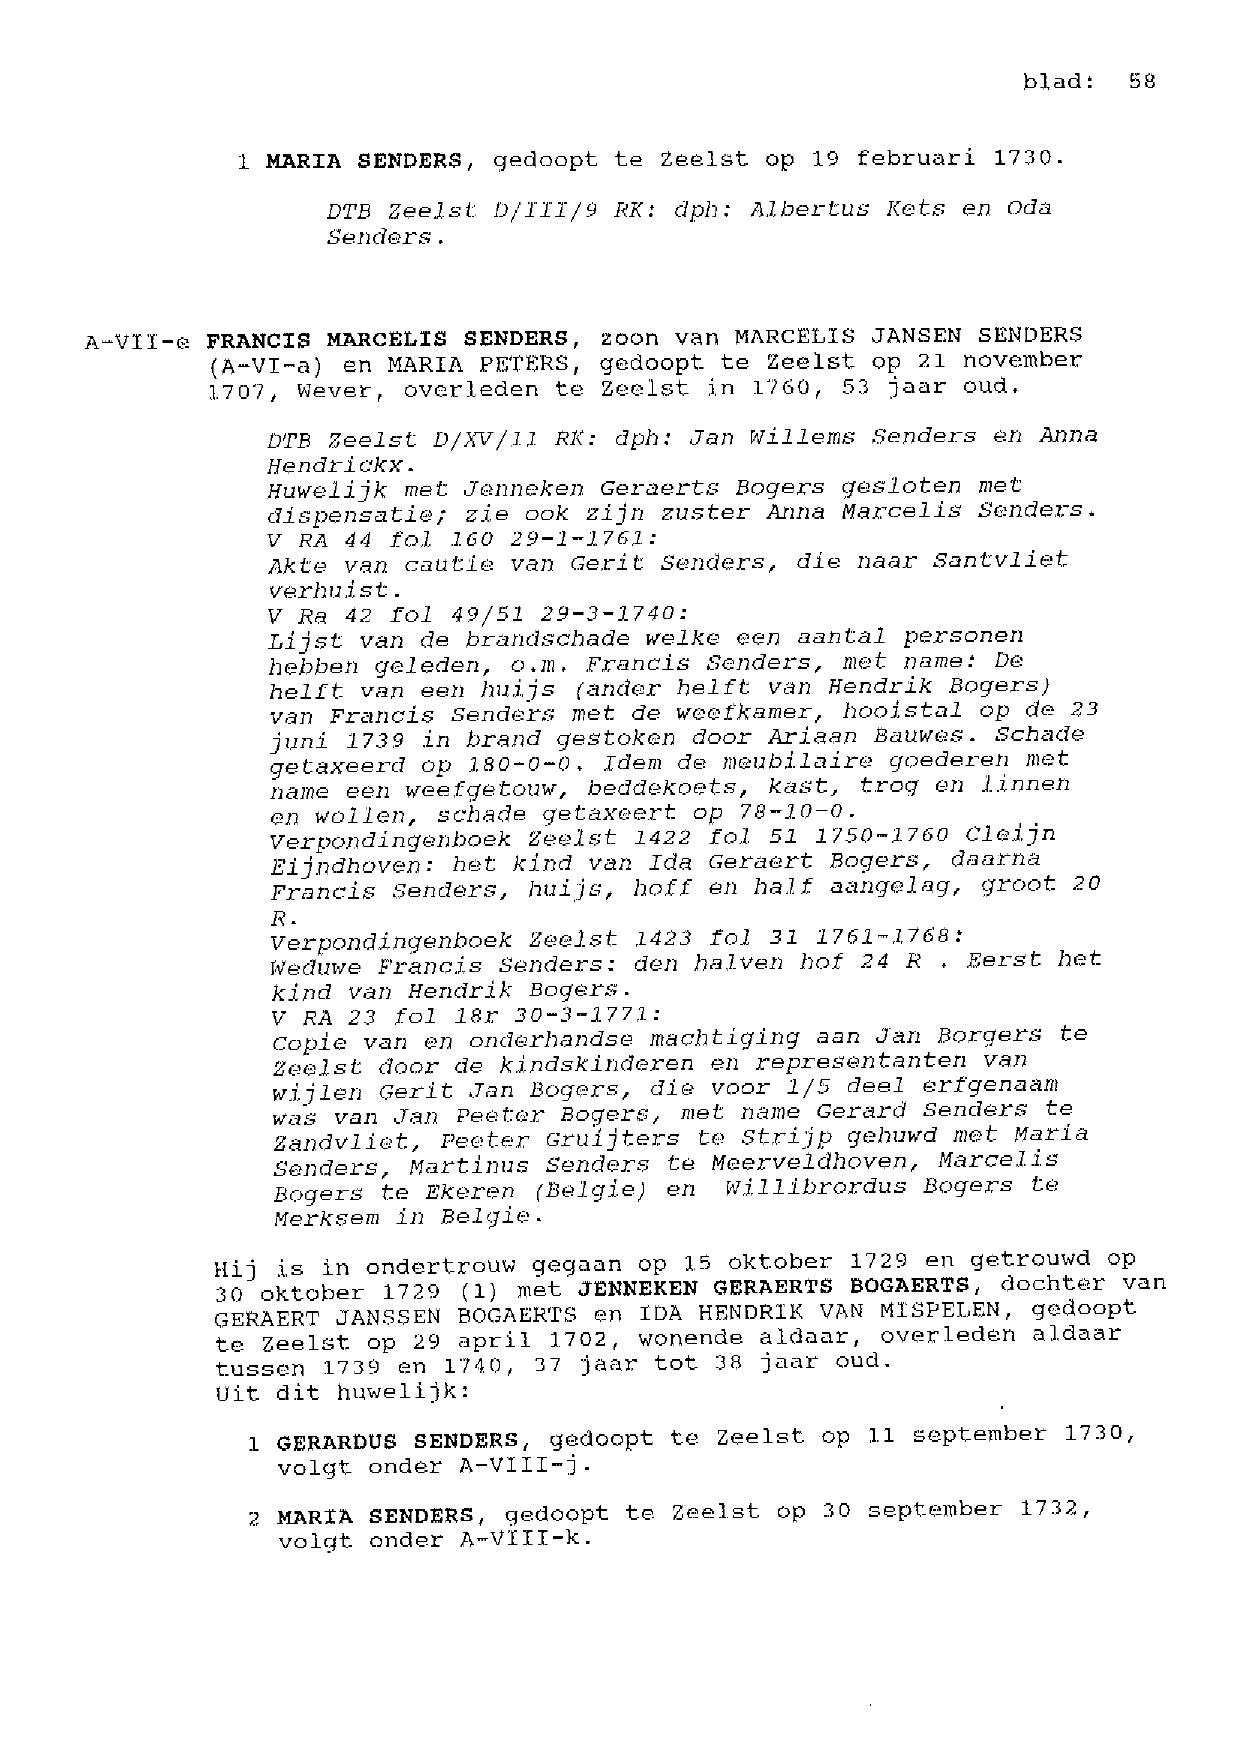 blad: 58
1 MARIA SENDERS, gedoopt te Zeelst op 19 februari 1730.
DTB Zeelst D/III/9 RK: dph: Albertus Kets en Oda
Senders.
A-VII-e FRANCIS MARCELIS SENDERS, zoon van MARCELIS JANSEN SENDERS
(A-VI-a) en MARIA PETERS, gedoopt te Zeelst op 21 november
1707, Wever, overleden te Zeelst in 1760, 53 jaar oud.
DTB Zeelst D/XV/11 RK: dph: Jan Willems Senders en Anna
Hendrickx.
Huwelijk met Jenneken Geraerts Bogers gesloten met
dispensatie; zie ook zijn zuster Anna Marcelis Senders.
V RA 44 fol 160 29-1-1761:
Akte van cautie van Gerit Senders, die naar Santvliet
verhuist.
V Ra 42 fol 49/51 29-3-1740:
Lijst van de brandschade welke een aantal personen
hebben geleden, o.m. Francis Senders, met name: De
helft van een huijs (ander helft van Hendrik Bogers)
van Francis Senders met de weefkamer, hooistal op de 23
juni 1739 in brand gestoken door Ariaan Bauwes. Schade
getaxeerd op 180-0-0. Idem de meubilaire goederen met
name een weefgetouw, beddekoets, kast, trog en linnen
en wollen, schade getaxeert op 78-10-0.
Verpondingenboek Zeelst 1422 fol 51 1750-1760 Cleijn
Eijndhoven: het kind van Ida Geraert Bogers, daarna
Francis Senders, huijs, hoff en half aangelag, groot 20
R.
Verpondingenboek Zeelst 1423 fol 31 1761-1768:
Weduwe Francis Senders: den halven hof 24 R . Eerst het
kind van Hendrik Bogers.
V RA 23 fol 18r 30-3-1771:
Copie van en onderhandse machtiging aan Jan Borgers te
Zeelst door de kindskinderen en representanten van
wijlen Gerit Jan Bogers, die voor 1/5 deel erfgenaam
was van Jan Peeter Bogers, met name Gerard Senders te
Zandvliet, Peeter Gruijters te Strijp gehuwd met Maria
Senders, Martinus Senders te Meerveldhoven, Marcelis
Bogers te Ekeren (Belgie) en Willibrordus Bogers te
Merksem in Belgie.
Hij is in ondertrouw gegaan op 15 oktober 1729 en getrouwd op
30 oktober 1729 (1) met JENNEKEN GERAERTS BOGAERTS, dochter van
GERAERT JANSSEN BOGAERTS en IDA HENDRIK VAN MISPELEN, gedoopt
te Zeelst op 29 april 1702, wonende aldaar, overleden aldaar
tussen 1739 en 1740, 37 jaar tot 38 jaar oud.
Uit dit huwelijk:
1 GERARDUS SENDERS, gedoopt te Zeelst op 11 september 1730,
volgt onder A-VIII-j.
2 MARIA SENDERS, gedoopt te Zeelst op 30 september 1732,
volgt onder A-VIII-k.